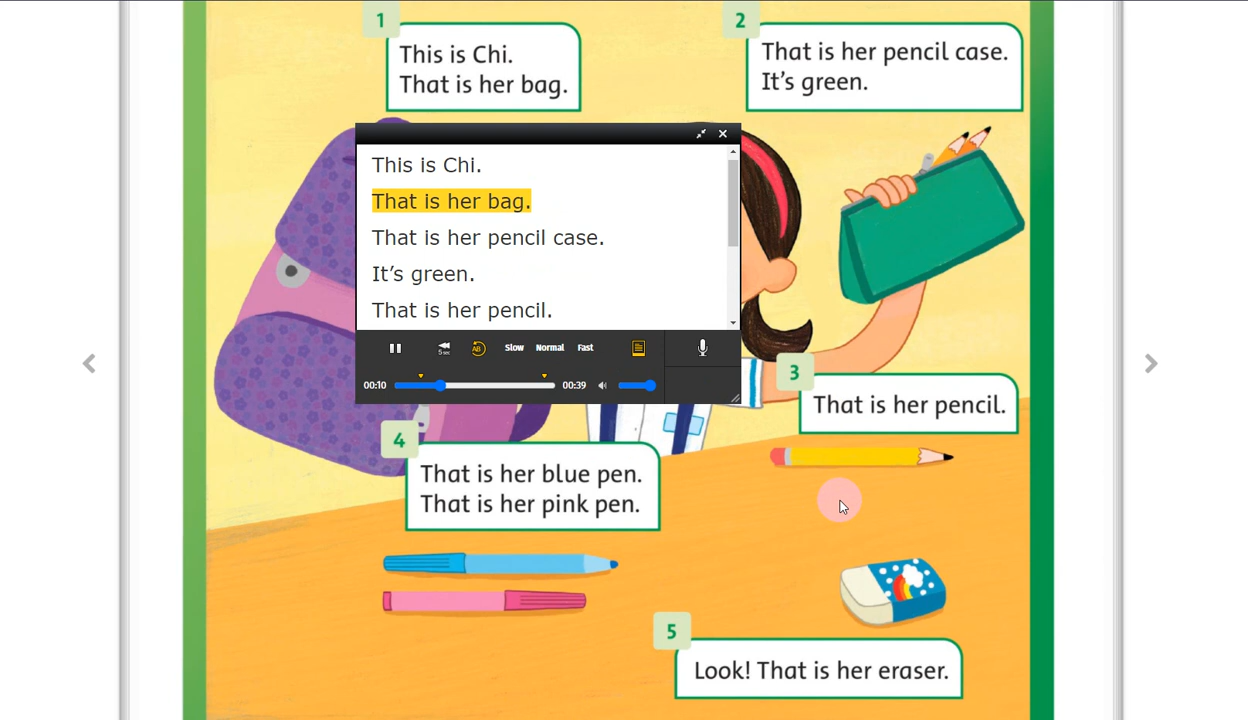 1
This is Chi.
That is her bag.
2
That is her pencil case.
It's green.
This is Chi.
That is her bag.
That is her pencil case.
It's green.
That is her pencil.
5 sec
AB
Slow
Normal
Fast
00:10
00:39
3
That is her pencil.
4
That is her blue pen.
That is her pink pen.
5
Look! That is her eraser.